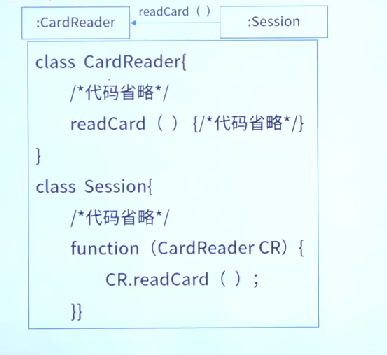 readCard（ ）
:CardReader
:Session
class CardReader{
/*代码省略*/
readCard（ ）{/*代码省略*/}
}
class Session{
/*代码省略*/
function（CardReader CR）{
CR.readCard（ ）;
}}